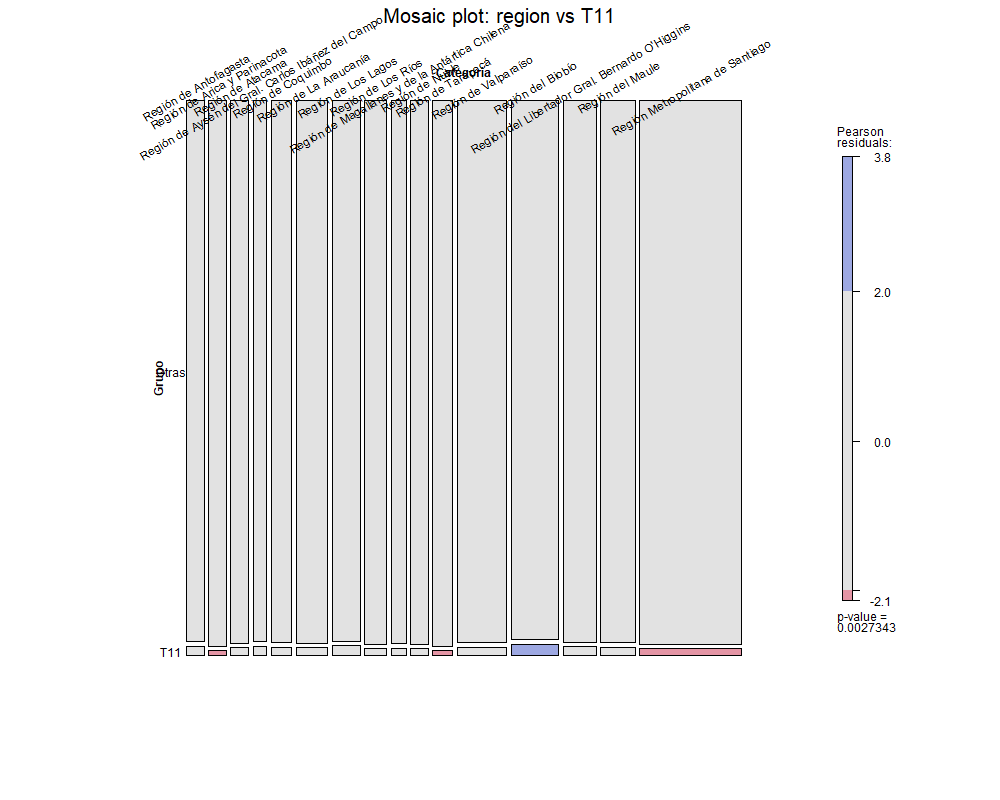 Mosaic plot: region vs T11
Categoria
Región de Antofagasta
Región de Arica y Parinacota
Región de Atacama
Región de Aysén del Gral. Carlos Ibáñez del Campo
Región de Coquimbo
Región de La Araucanía
Región de Los Lagos
Región de Los Ríos
Región de Magallanes y de la Antártica Chilena
Región de Ñuble
Región de Tarapacá
Región de Valparaíso
Región del Biobío
Región del Libertador Gral. Bernardo O'Higgins
Región del Maule
Región Metropolitana de Santiago
Grupo
Otras
T11
Pearson
residuals:
3.8
2.0
0.0
-2.1
p-value =
0.0027343